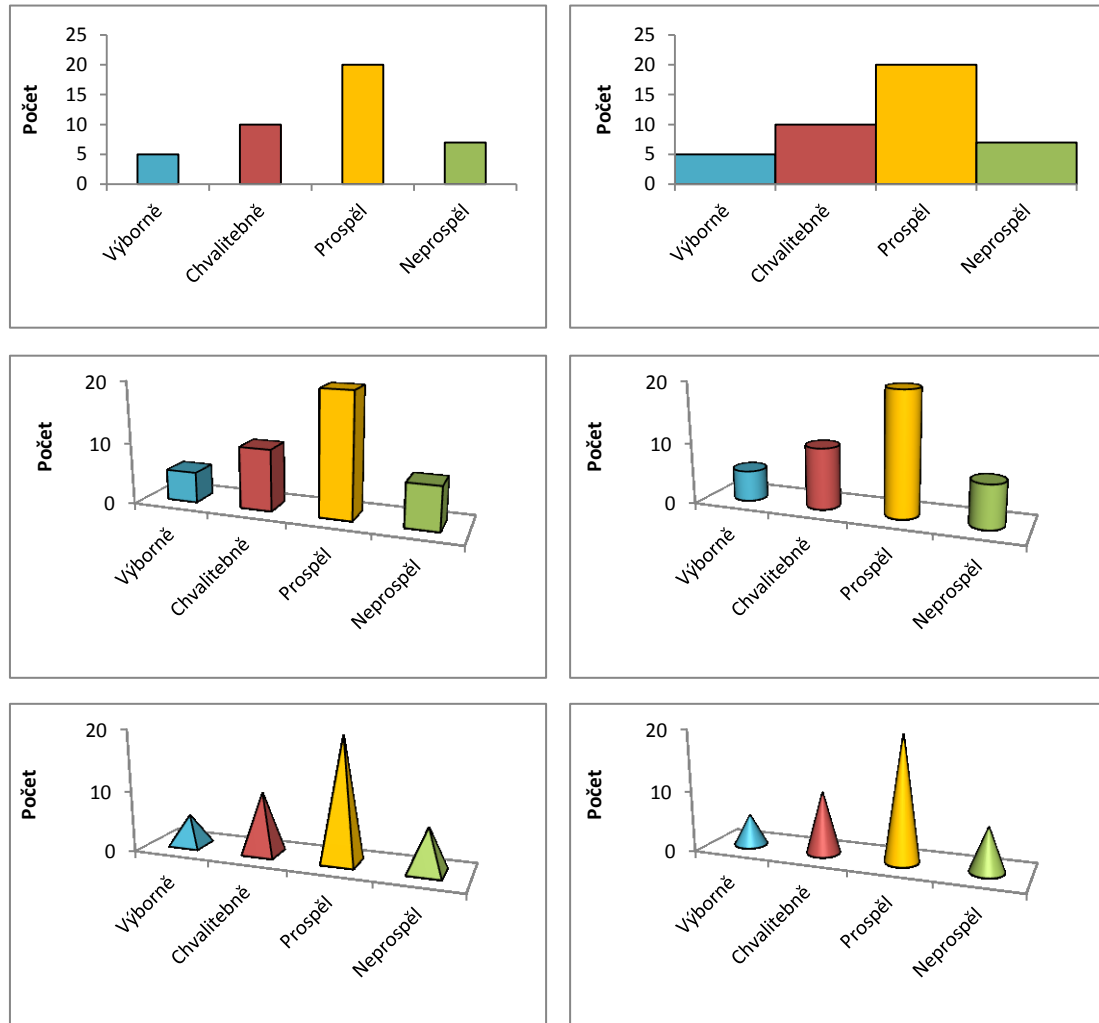 25
20
15
10
5
0
Počet
Výborně
Chvalitebně
Prospěl
Neprospěl
25
20
15
10
5
0
Počet
Výborně
Chvalitebně
Prospěl
Neprospěl
20
10
0
Počet
Výborně
Chvalitebně
Prospěl
Neprospěl
20
10
0
Počet
Výborně
Chvalitebně
Prospěl
Neprospěl
20
10
0
Počet
Výborně
Chvalitebně
Prospěl
Neprospěl
20
10
0
Počet
Výborně
Chvalitebně
Prospěl
Neprospěl